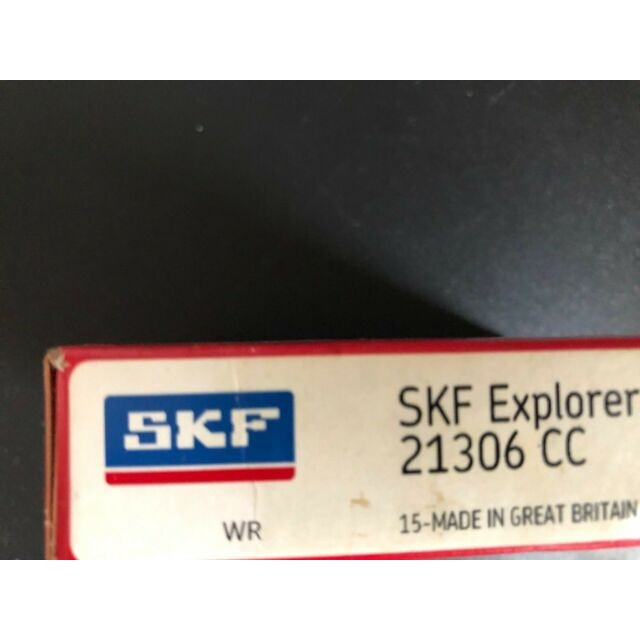 SKF
SKF Explorer
21306 CC
WR
15-MADE IN GREAT BRITAIN